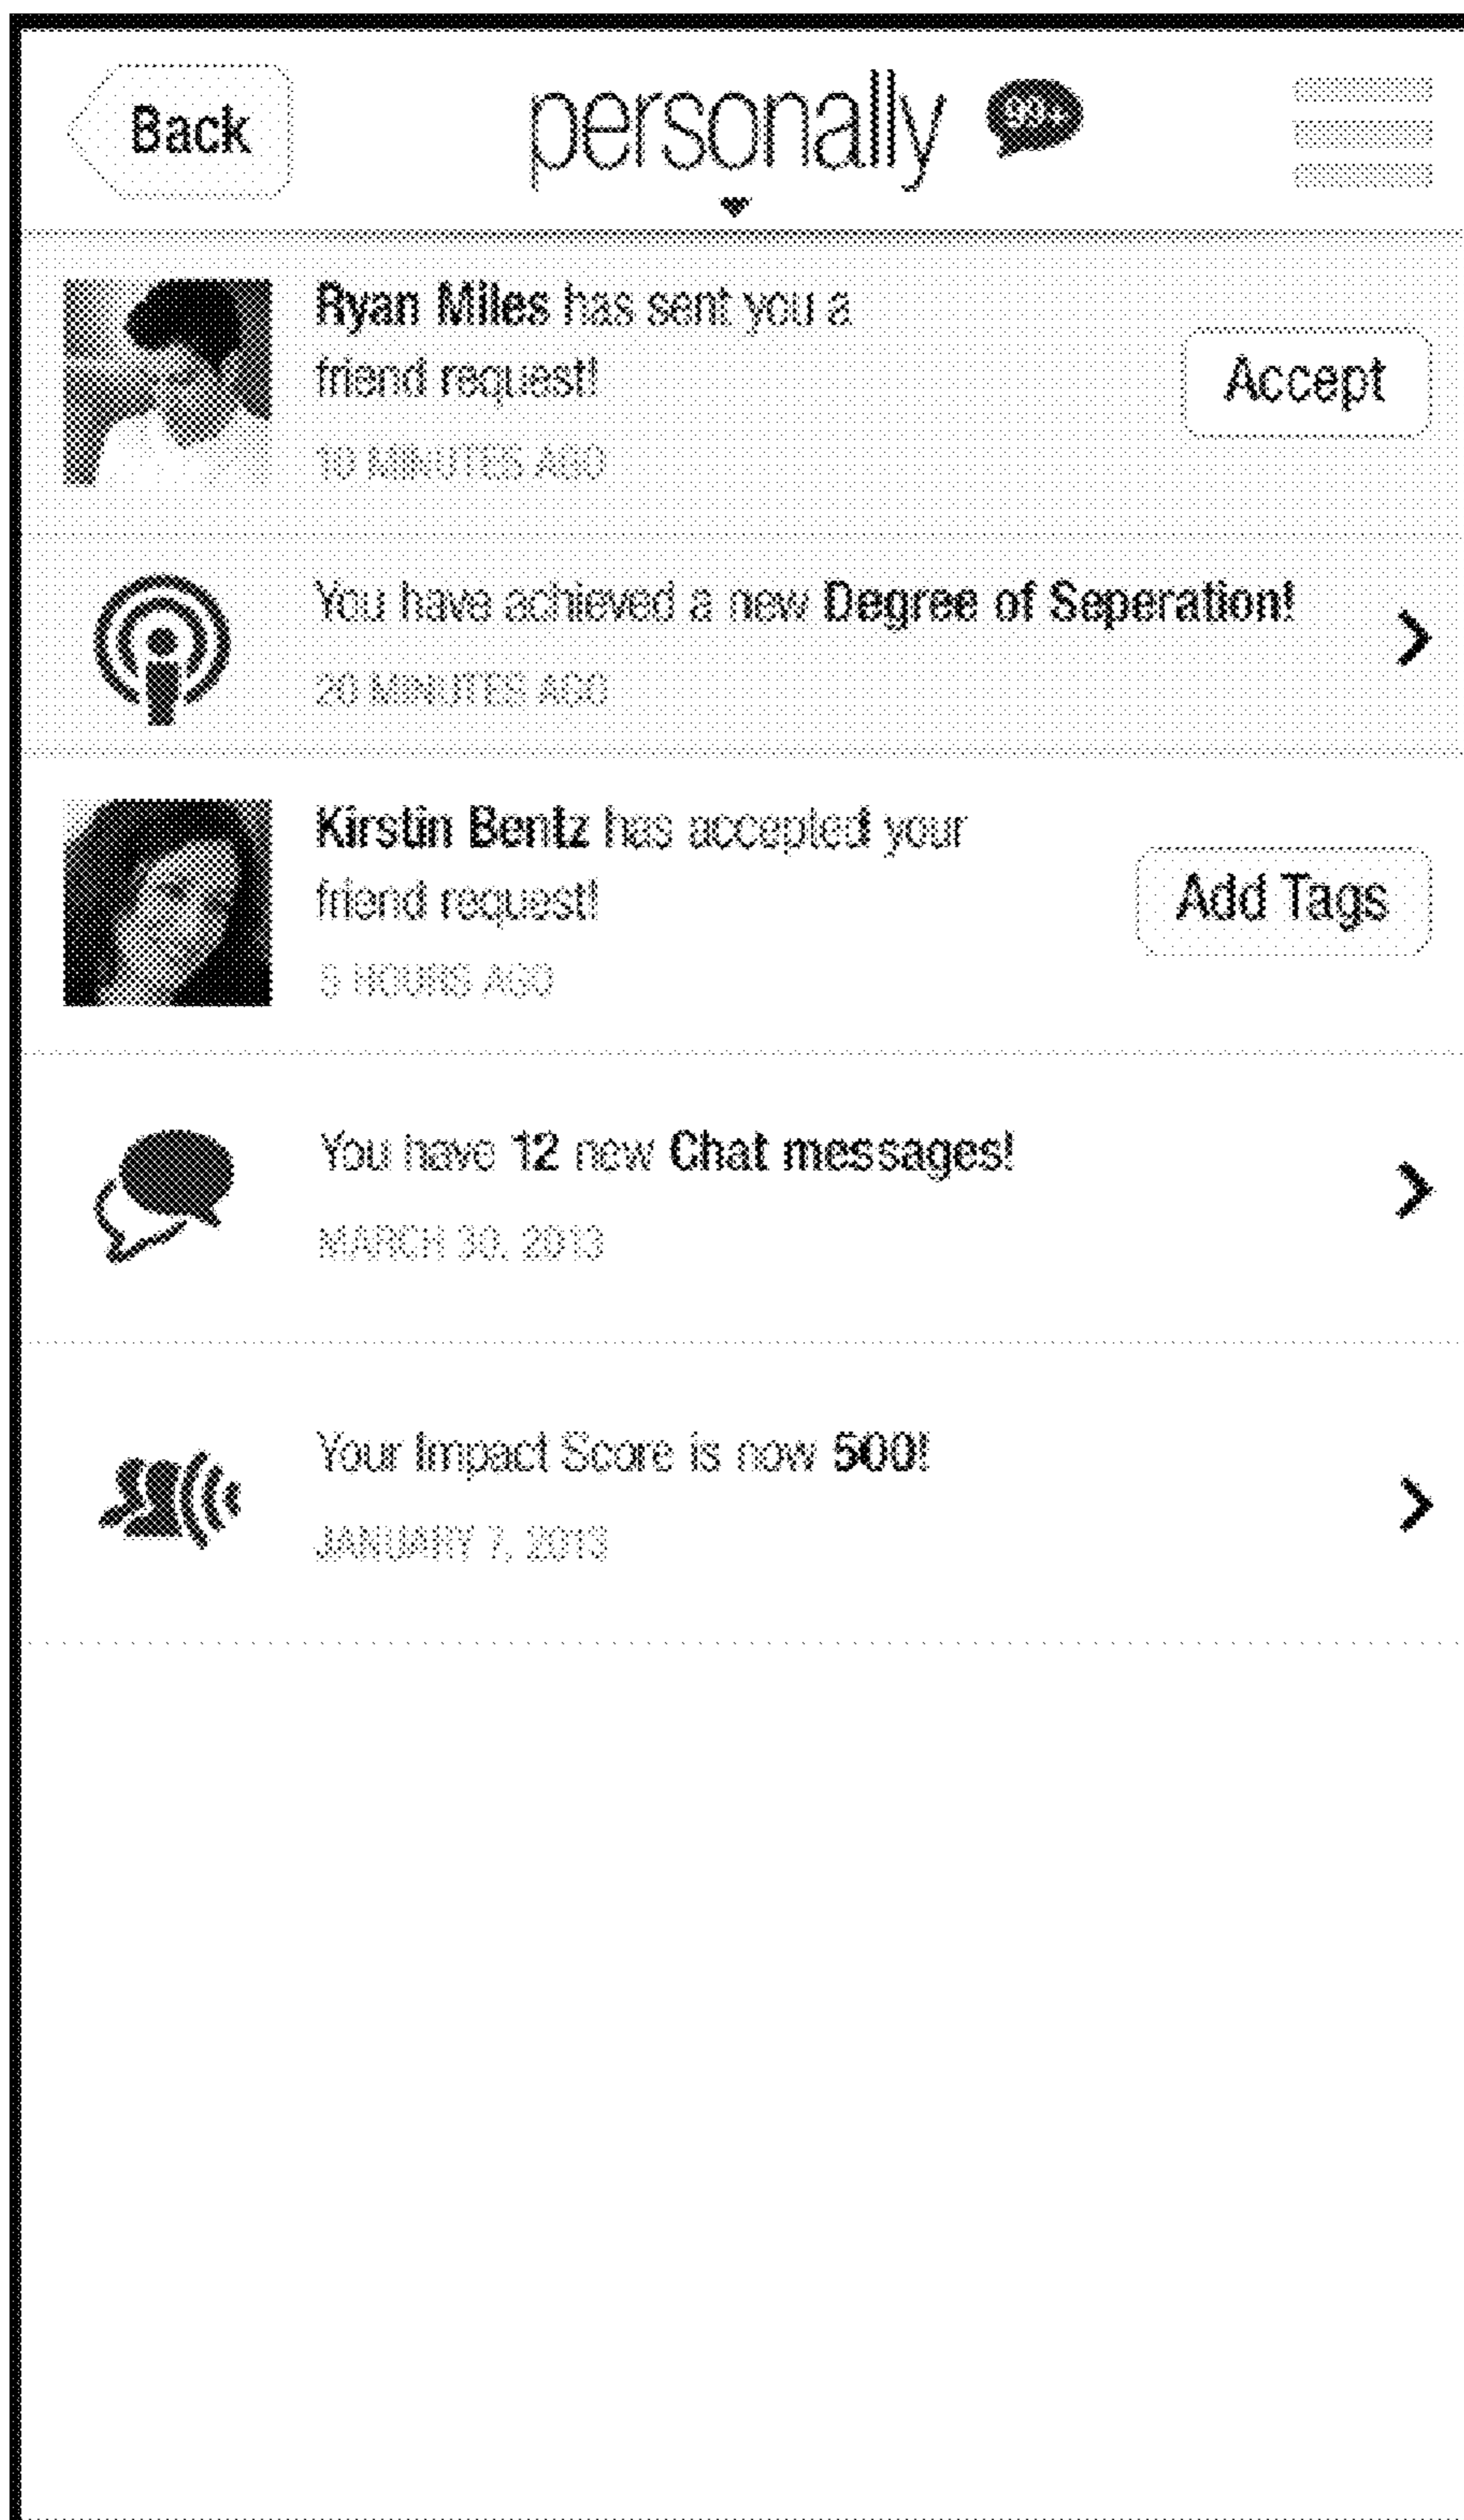 Back
personally
99+
Ryan Miles has sent you a
friend request!
Accept
10 MINUTES AGO
You have achieved a new Degree of Seperation!
20 MINUTES AGO
Kirstin Bentz has accepted your
friend request!
Add Tags
5 HOURS AGO
You have 12 new Chat messages!
MARCH 30, 2013
Your Impact Score is now 500!
JANUARY 7, 2013